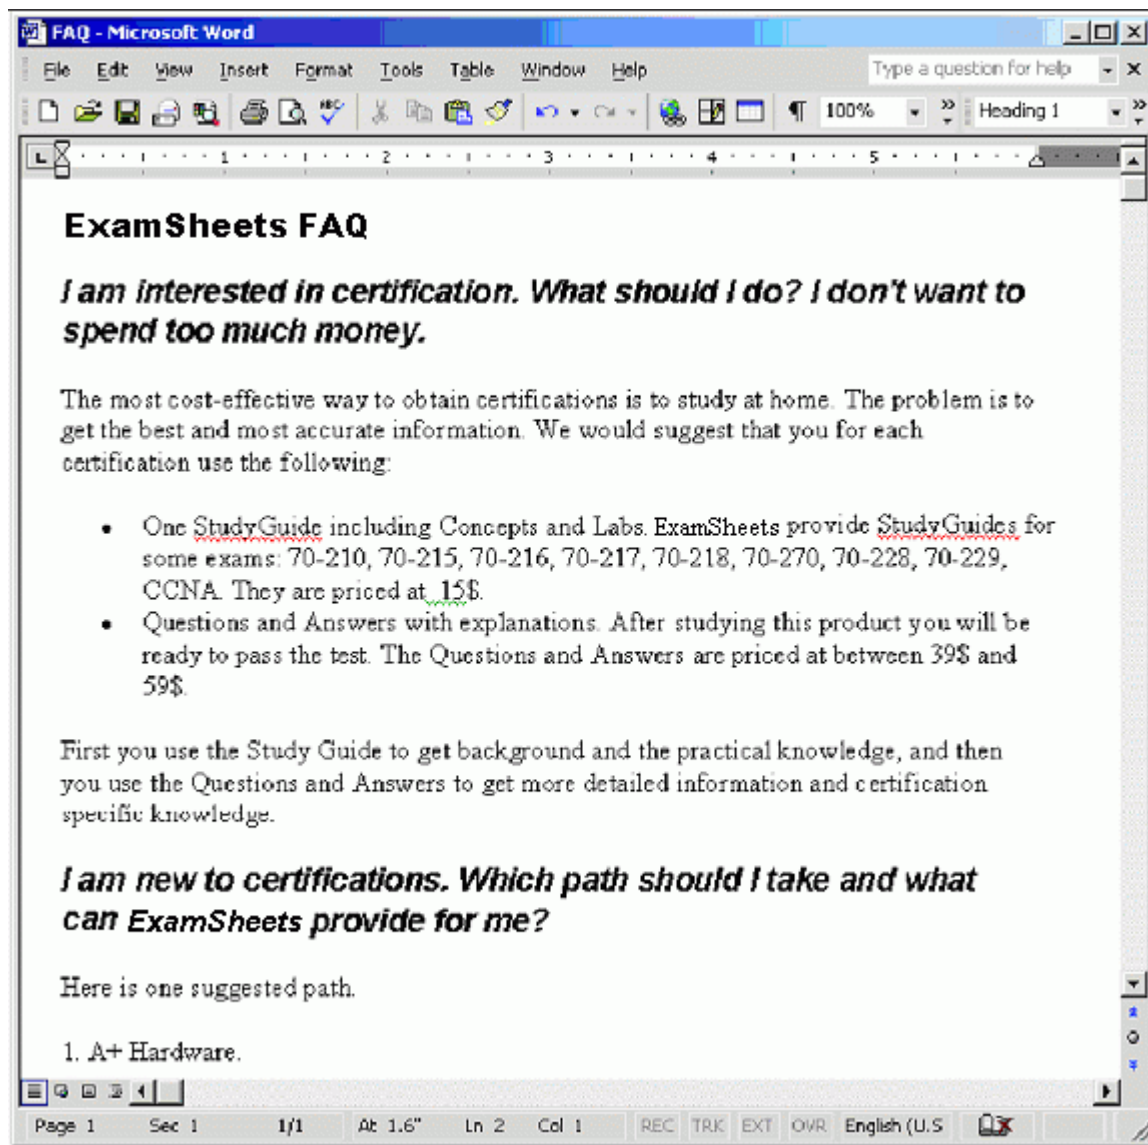 FAQ - Microsoft Word
File Edit View Insert Format Tools Table Window Help Type a question for help
100% Heading 1
1 2 3 4 5
ExamSheets FAQ
I am interested in certification. What should I do? I don't want to
spend too much money.
The most cost-effective way to obtain certifications is to study at home. The problem is to
get the best and most accurate information. We would suggest that you for each
certification use the following:
• One StudyGuide including Concepts and Labs. ExamSheets provide StudyGuides for
some exams: 70-210, 70-215, 70-216, 70-217, 70-218, 70-270, 70-228, 70-229,
CCNA. They are priced at 15$.
• Questions and Answers with explanations. After studying this product you will be
ready to pass the test. The Questions and Answers are priced at between 39$ and
59$.
First you use the Study Guide to get background and the practical knowledge, and then
you use the Questions and Answers to get more detailed information and certification
specific knowledge.
I am new to certifications. Which path should I take and what
can ExamSheets provide for me?
Here is one suggested path.
1. A+ Hardware.
Page 1 Sec 1 1/1 At 1.6" Ln 2 Col 1 REC TRK EXT OVR English (U.S